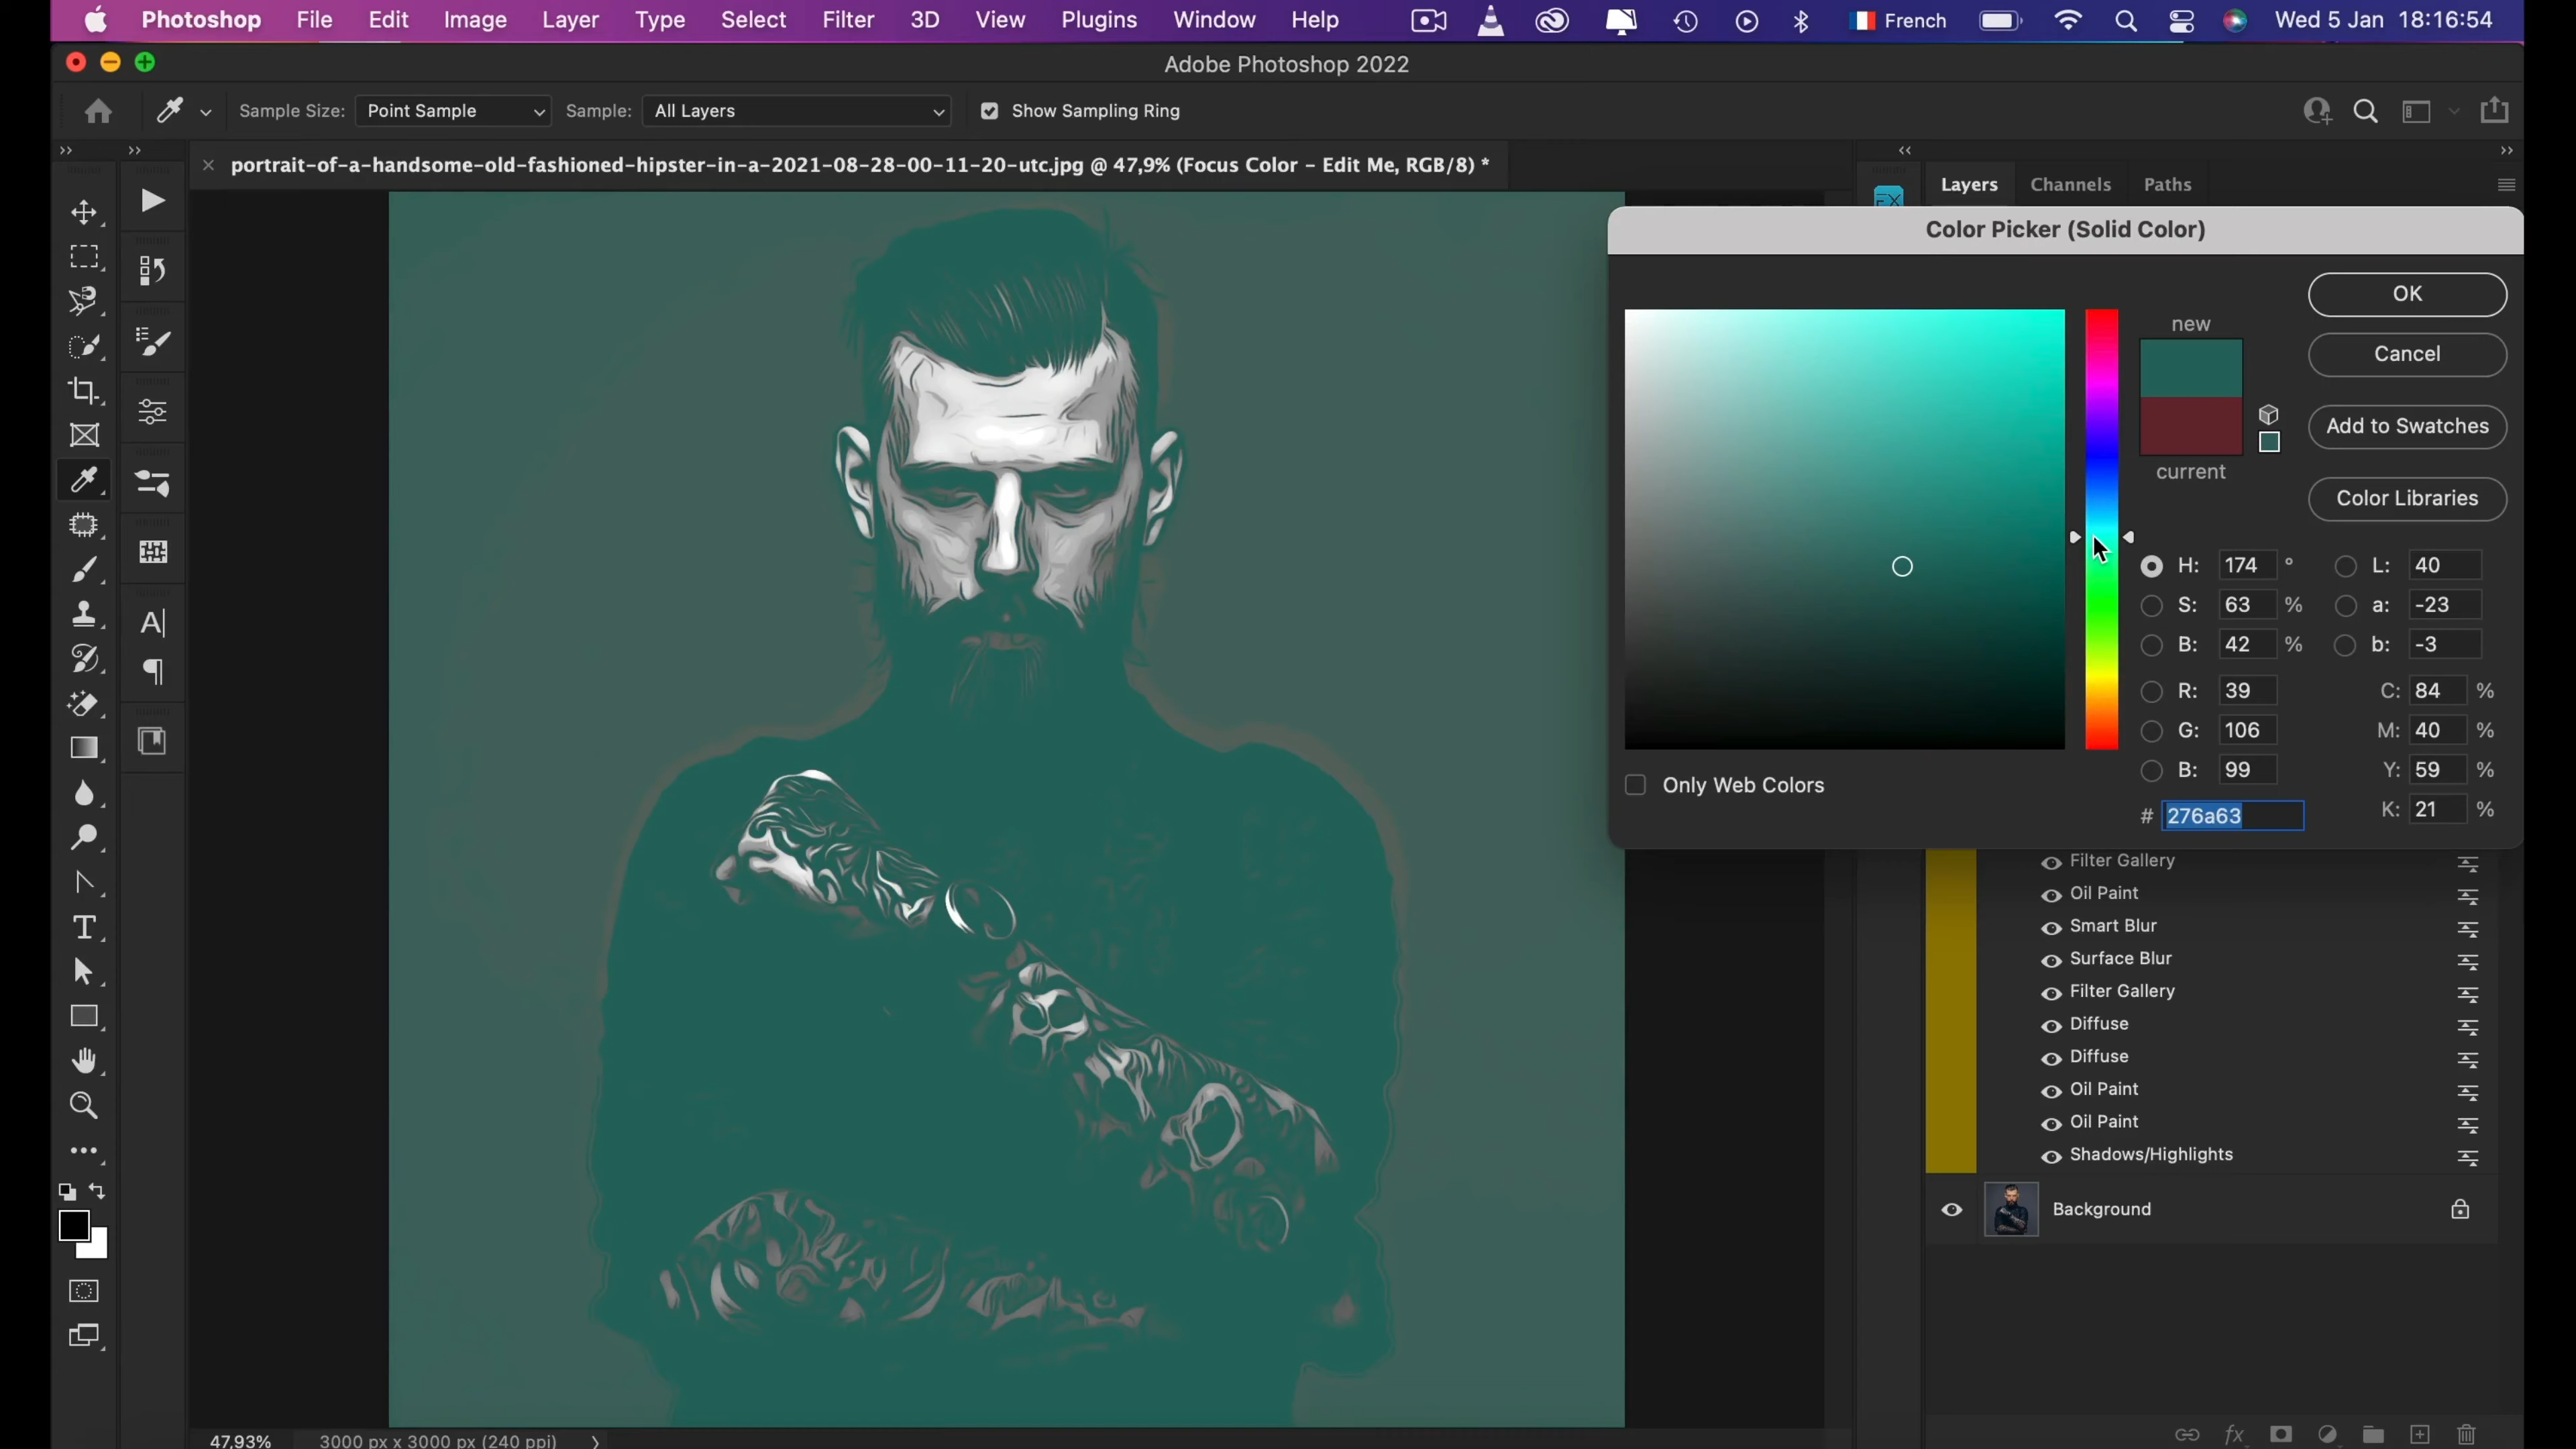 Photoshop File Edit Image Layer Type Select Filter 3D View Plugins Window Help French Wed 5 Jan 18:16:54
Adobe Photoshop 2022
Sample Size: Point Sample Sample: All Layers Show Sampling Ring
portrait-of-a-handsome-old-fashioned-hipster-in-a-2021-08-28-00-11-20-utc.jpg @ 47,9% (Focus Color - Edit Me, RGB/8) *
Layers Channels Paths
Color Picker (Solid Color)
OK
new
Cancel
Add to Swatches
current
Color Libraries
H: 174 ° L: 40
S: 63 % a: -23
B: 42 % b: -3
R: 39 C: 84 %
G: 106 M: 40 %
B: 99 Y: 59 %
Only Web Colors
# 276a63 K: 21 %
Filter Gallery
Oil Paint
Smart Blur
Surface Blur
Filter Gallery
Diffuse
Diffuse
Oil Paint
Oil Paint
Shadows/Highlights
Background
47,93% 3000 px x 3000 px (240 ppi)